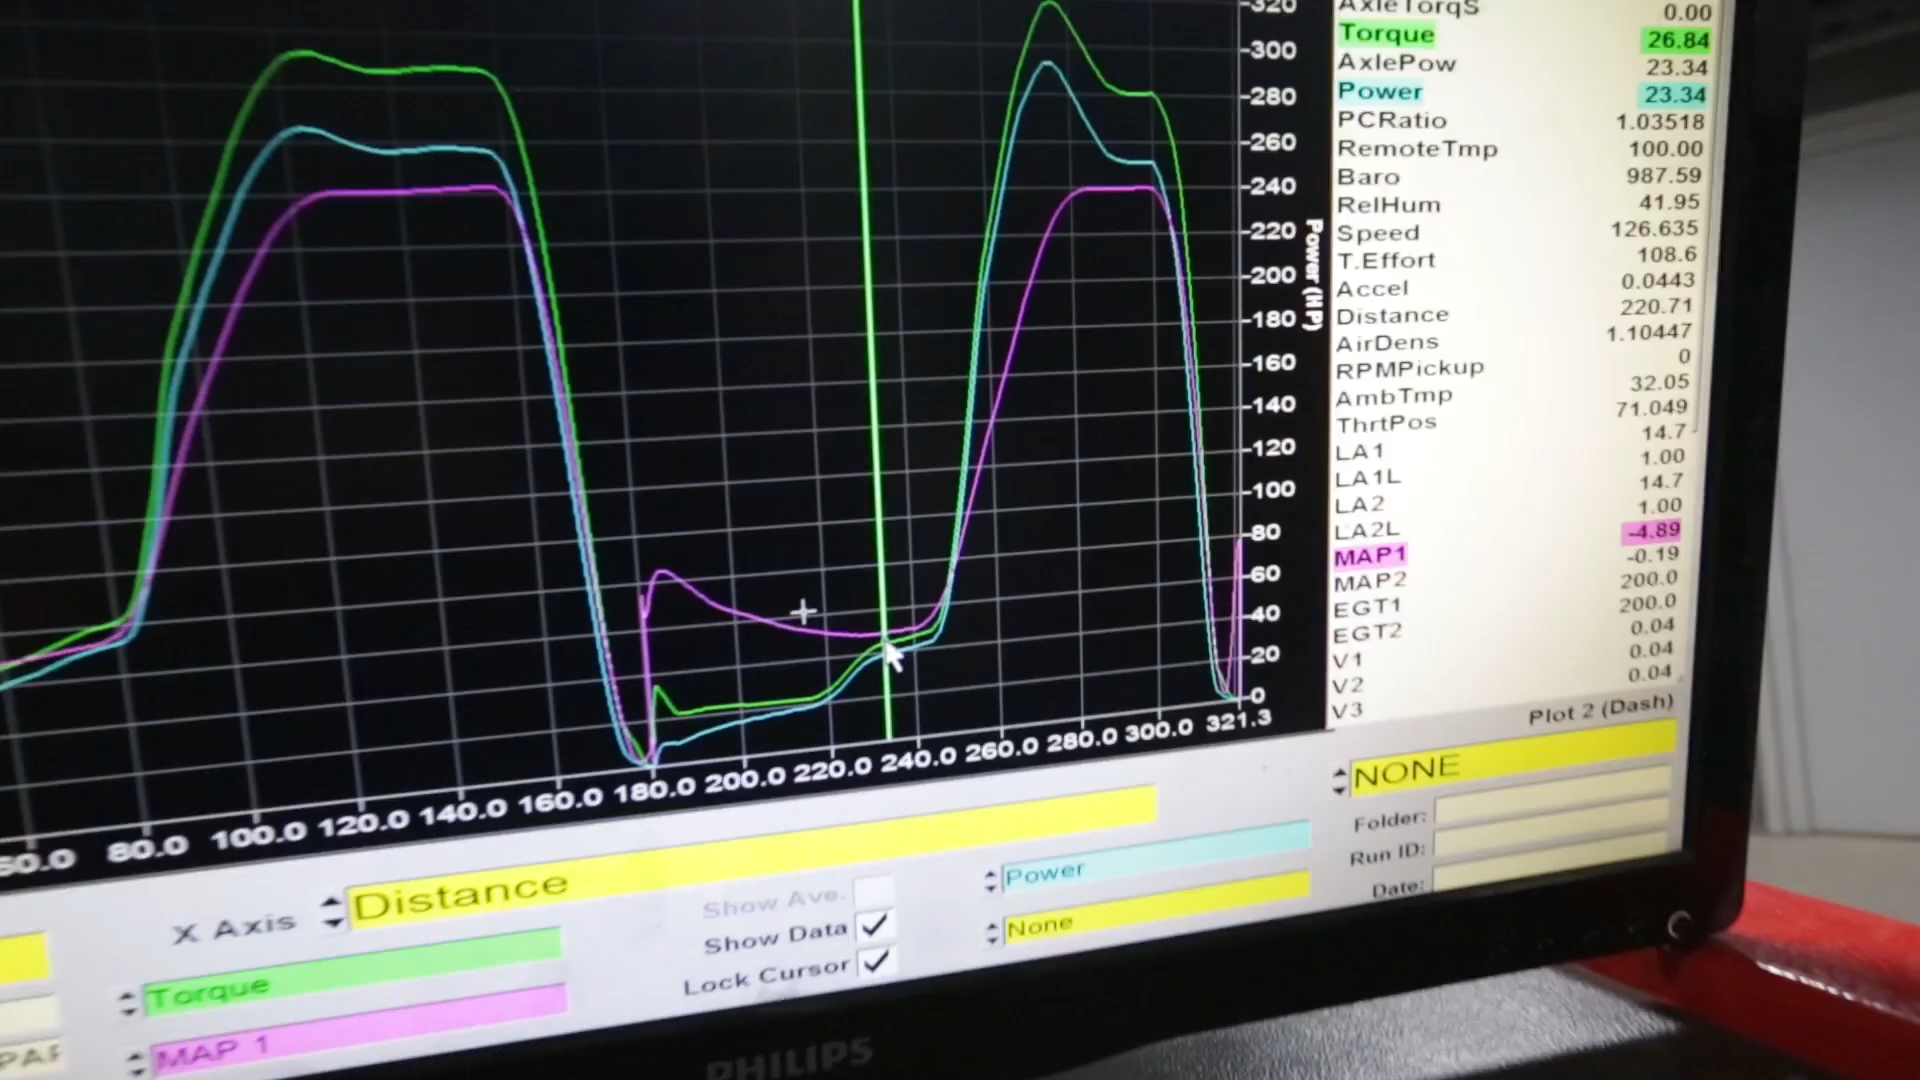 320
300
280
260
240
220
200
180
160
140
120
100
80
60
40
20
0
Power (HP)
80.0 100.0 120.0 140.0 160.0 180.0 200.0 220.0 240.0 260.0 280.0 300.0 321.3
AxleTorqS 0.00
Torque 26.84
AxlePow 23.34
Power 23.34
PCRatio 1.03518
RemoteTmp 100.00
Baro 987.59
RelHum 41.95
Speed 126.635
T.Effort 108.6
Accel 0.0443
Distance 220.71
AirDens 1.10447
RPMPickup 0
AmbTmp 32.05
ThrtPos 71.049
LA1 14.7
LA1L 1.00
LA2 14.7
LA2L 1.00
MAP1 -4.89
MAP2 -0.19
EGT1 200.0
EGT2 200.0
V1 0.04
V2 0.04
V3 0.04
Plot 2 (Dash)
NONE
Folder:
Run ID:
Date:
X Axis Distance
Show Ave.
Show Data
Lock Cursor
Power
None
Torque
MAP 1
PHILIPS